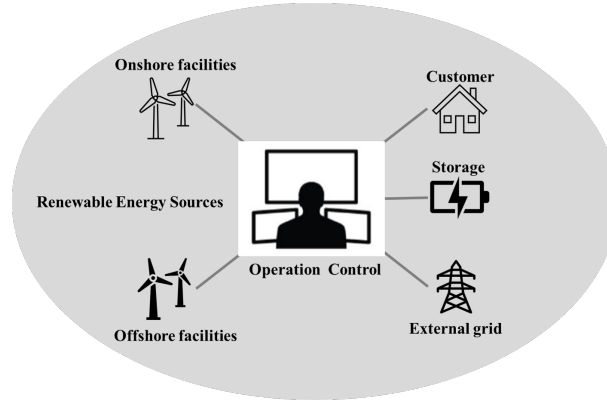 Onshore facilities
Customer
Storage
Renewable Energy Sources
Operation Control
Offshore facilities
External grid